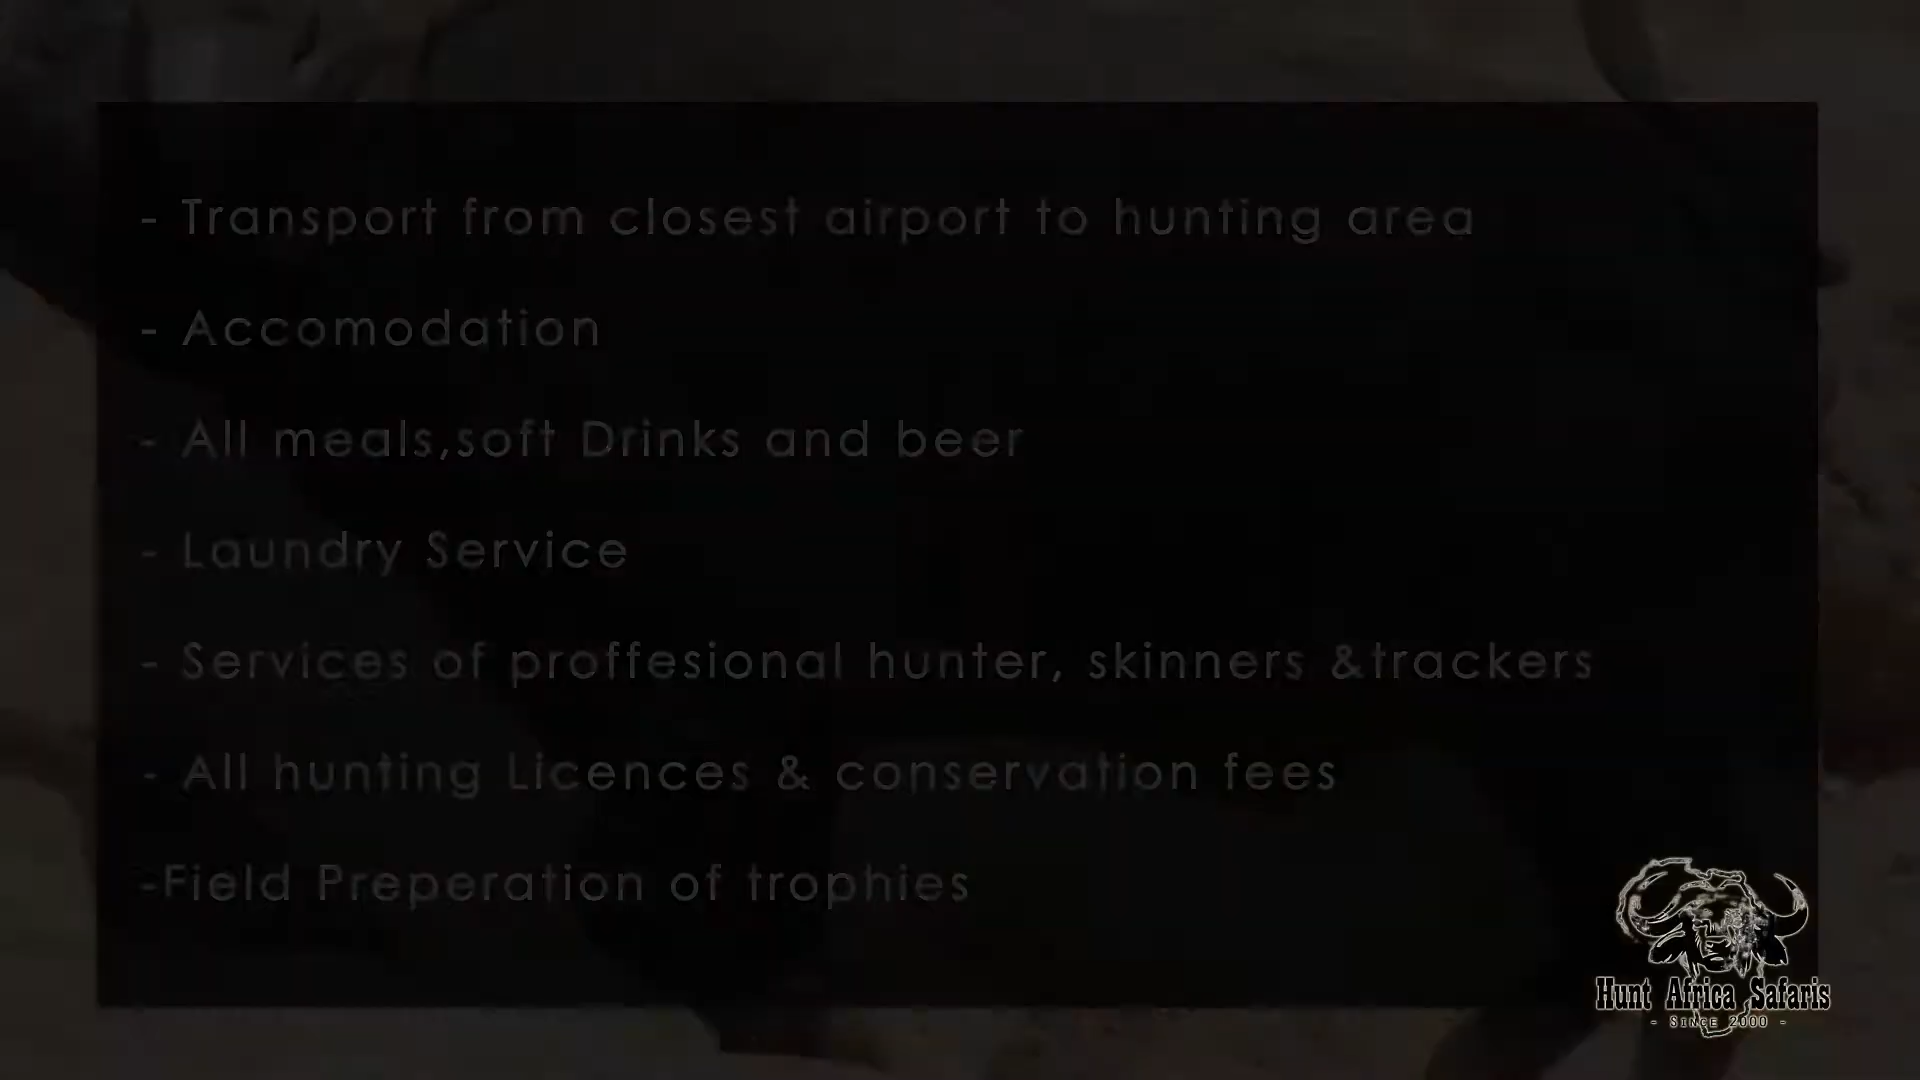 - Transport from closest airport to hunting area
- Accomodation
- All meals,soft Drinks and beer
- Laundry Service
- Services of proffesional hunter, skinners &trackers
- All hunting Licences & conservation fees
-Field Preperation of trophies
Hunt Africa Safaris
- SINCE 2000 -